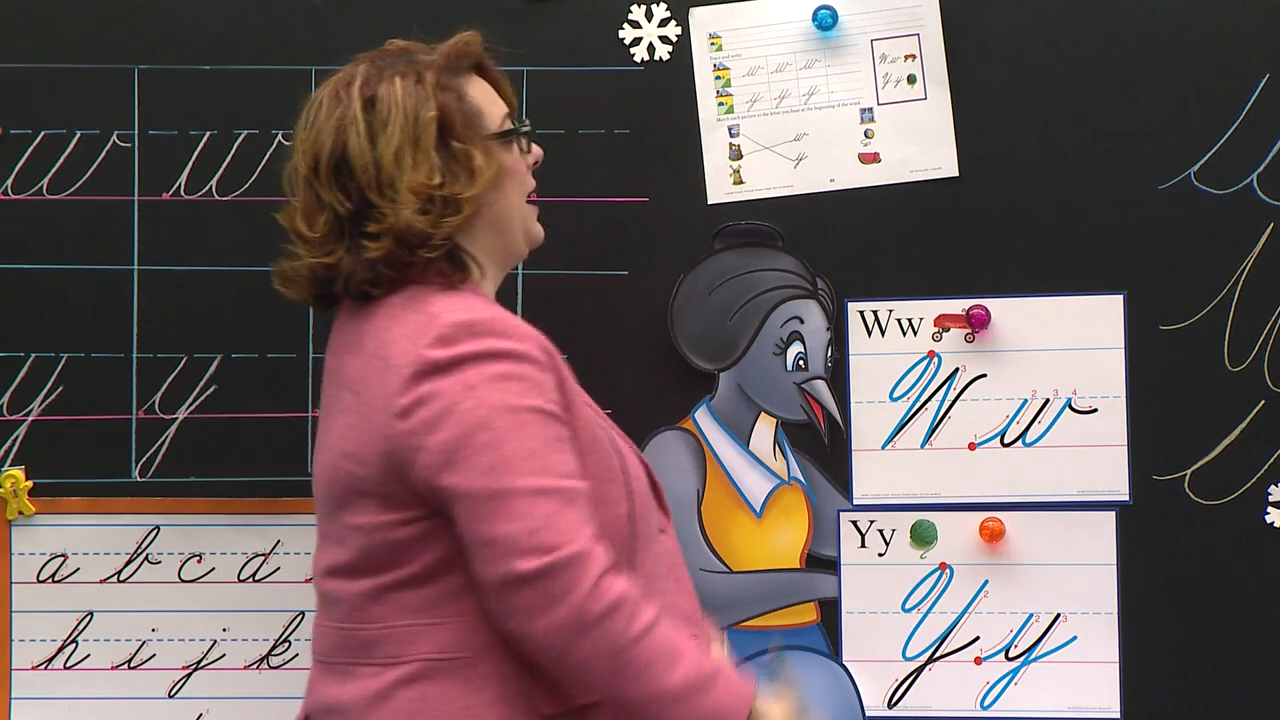 w w
y y
a b c d
h i j k
Trace and write.
w w w
y y y
Ww
Yy
Match each picture to the letter you hear at the beginning of the word.
w
y
Ww
W w
Yy
Y y